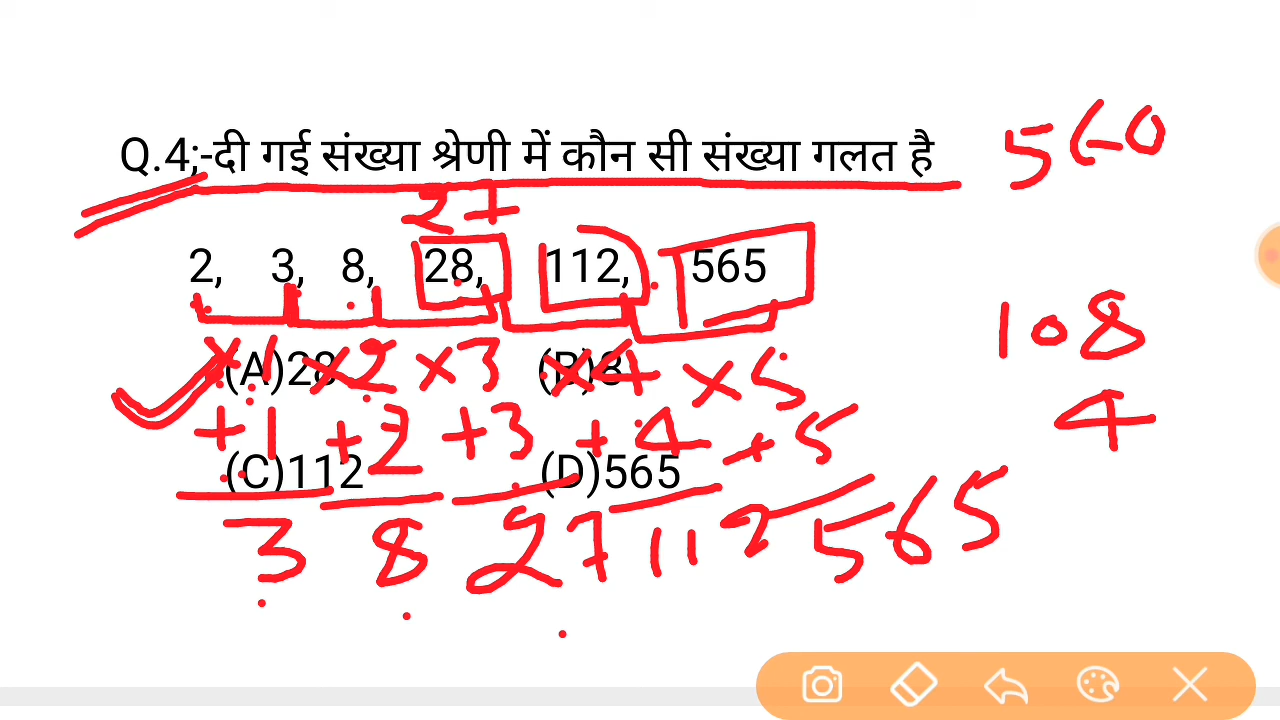 Q.4;-दी गई संख्या श्रेणी में कौन सी संख्या गलत है
560
27
2, 3, 8, 28, 112, 565
108
4
(A)28 (B)8
×1 ×2 ×3 ×4 ×5
+1 +2 +3 +4 +5
(C)112 (D)565
3 8 27 112 565